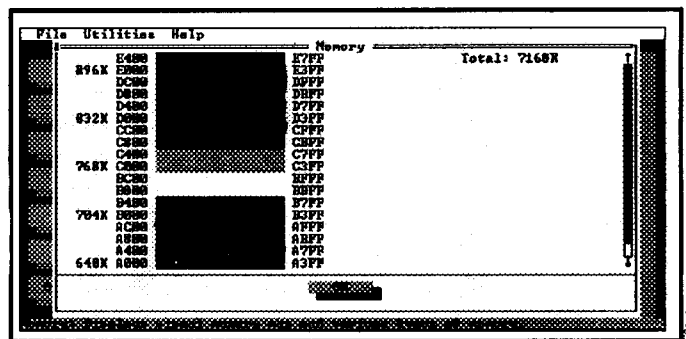 File Utilities Help
Memory
Total: 7168K
E400 E7FF
896K E000 E3FF
DC00 DFFF
D800 DBFF
D400 D7FF
832K D000 D3FF
CC00 CFFF
C800 CBFF
C400 C7FF
768K C000 C3FF
BC00 BFFF
B800 BBFF
B400 B7FF
704K B000 B3FF
AC00 AFFF
A800 ABFF
A400 A7FF
640K A000 A3FF